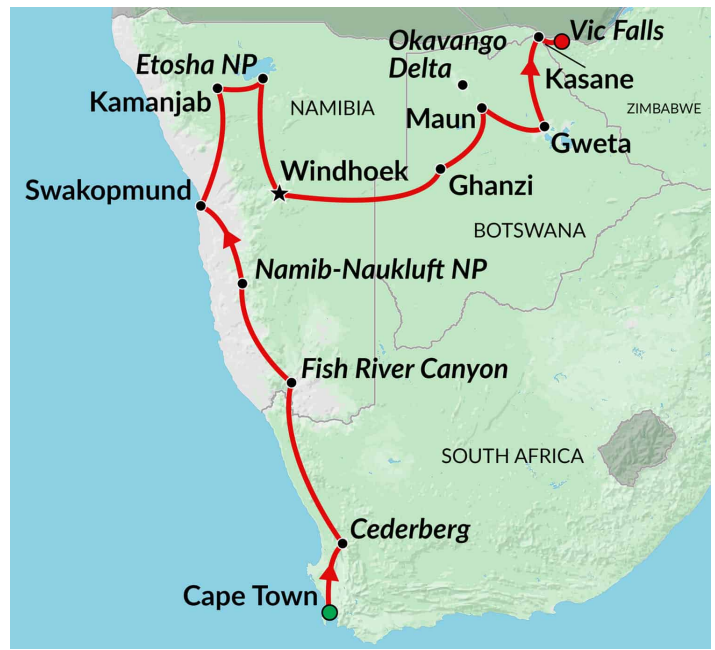 Vic Falls
Okavango
Delta
Etosha NP
Kasane
Kamanjab
NAMIBIA
ZIMBABWE
Maun
Gweta
Windhoek
Ghanzi
Swakopmund
BOTSWANA
Namib-Naukluft NP
Fish River Canyon
SOUTH AFRICA
Cederberg
Cape Town